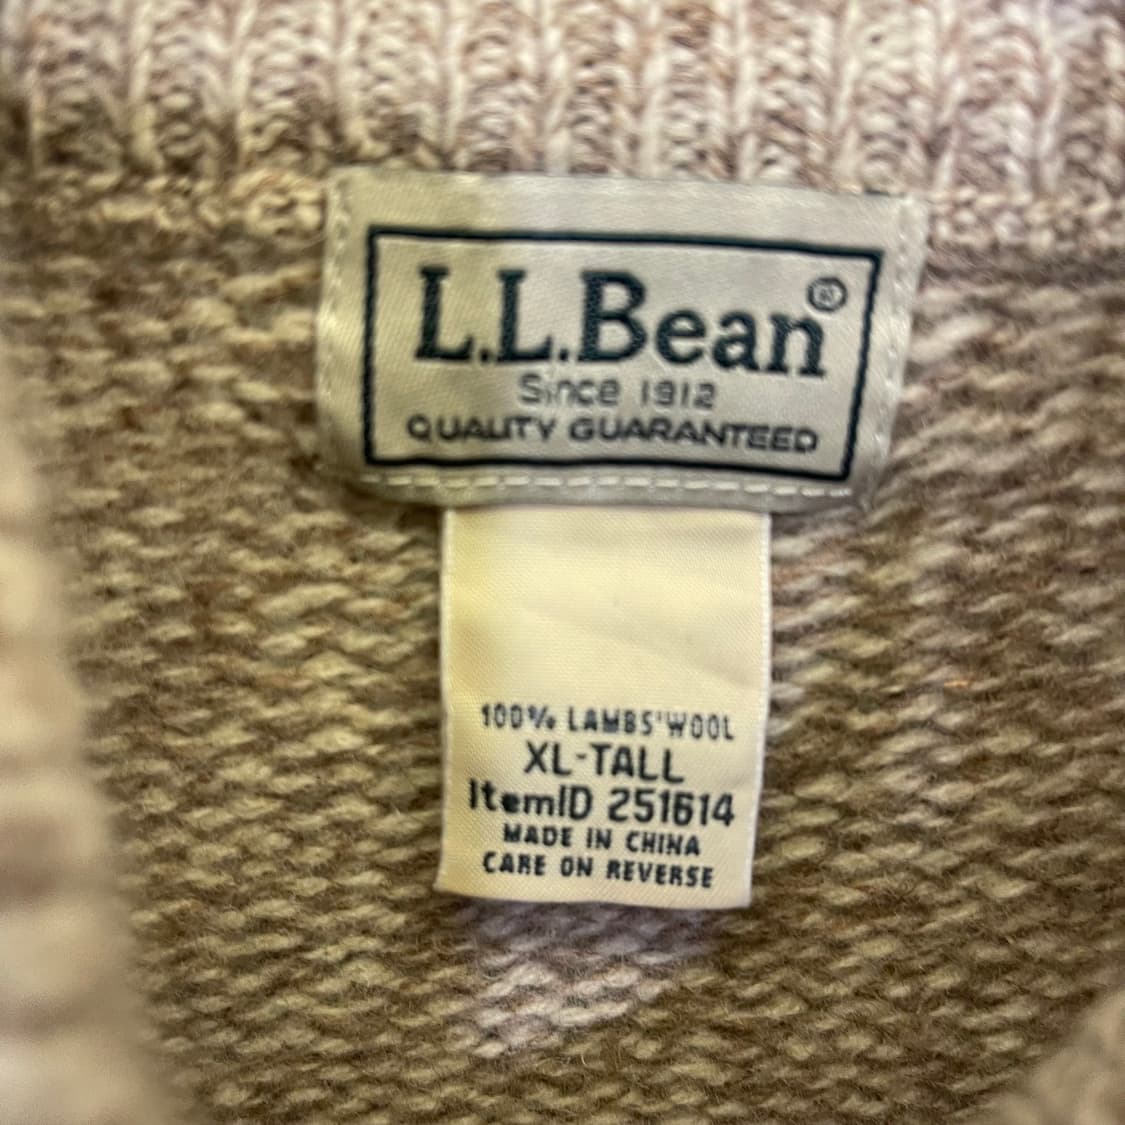 L.L.Bean®
Since 1912
QUALITY GUARANTEED
100% LAMBS'WOOL
XL-TALL
ItemID 251614
MADE IN CHINA
CARE ON REVERSE